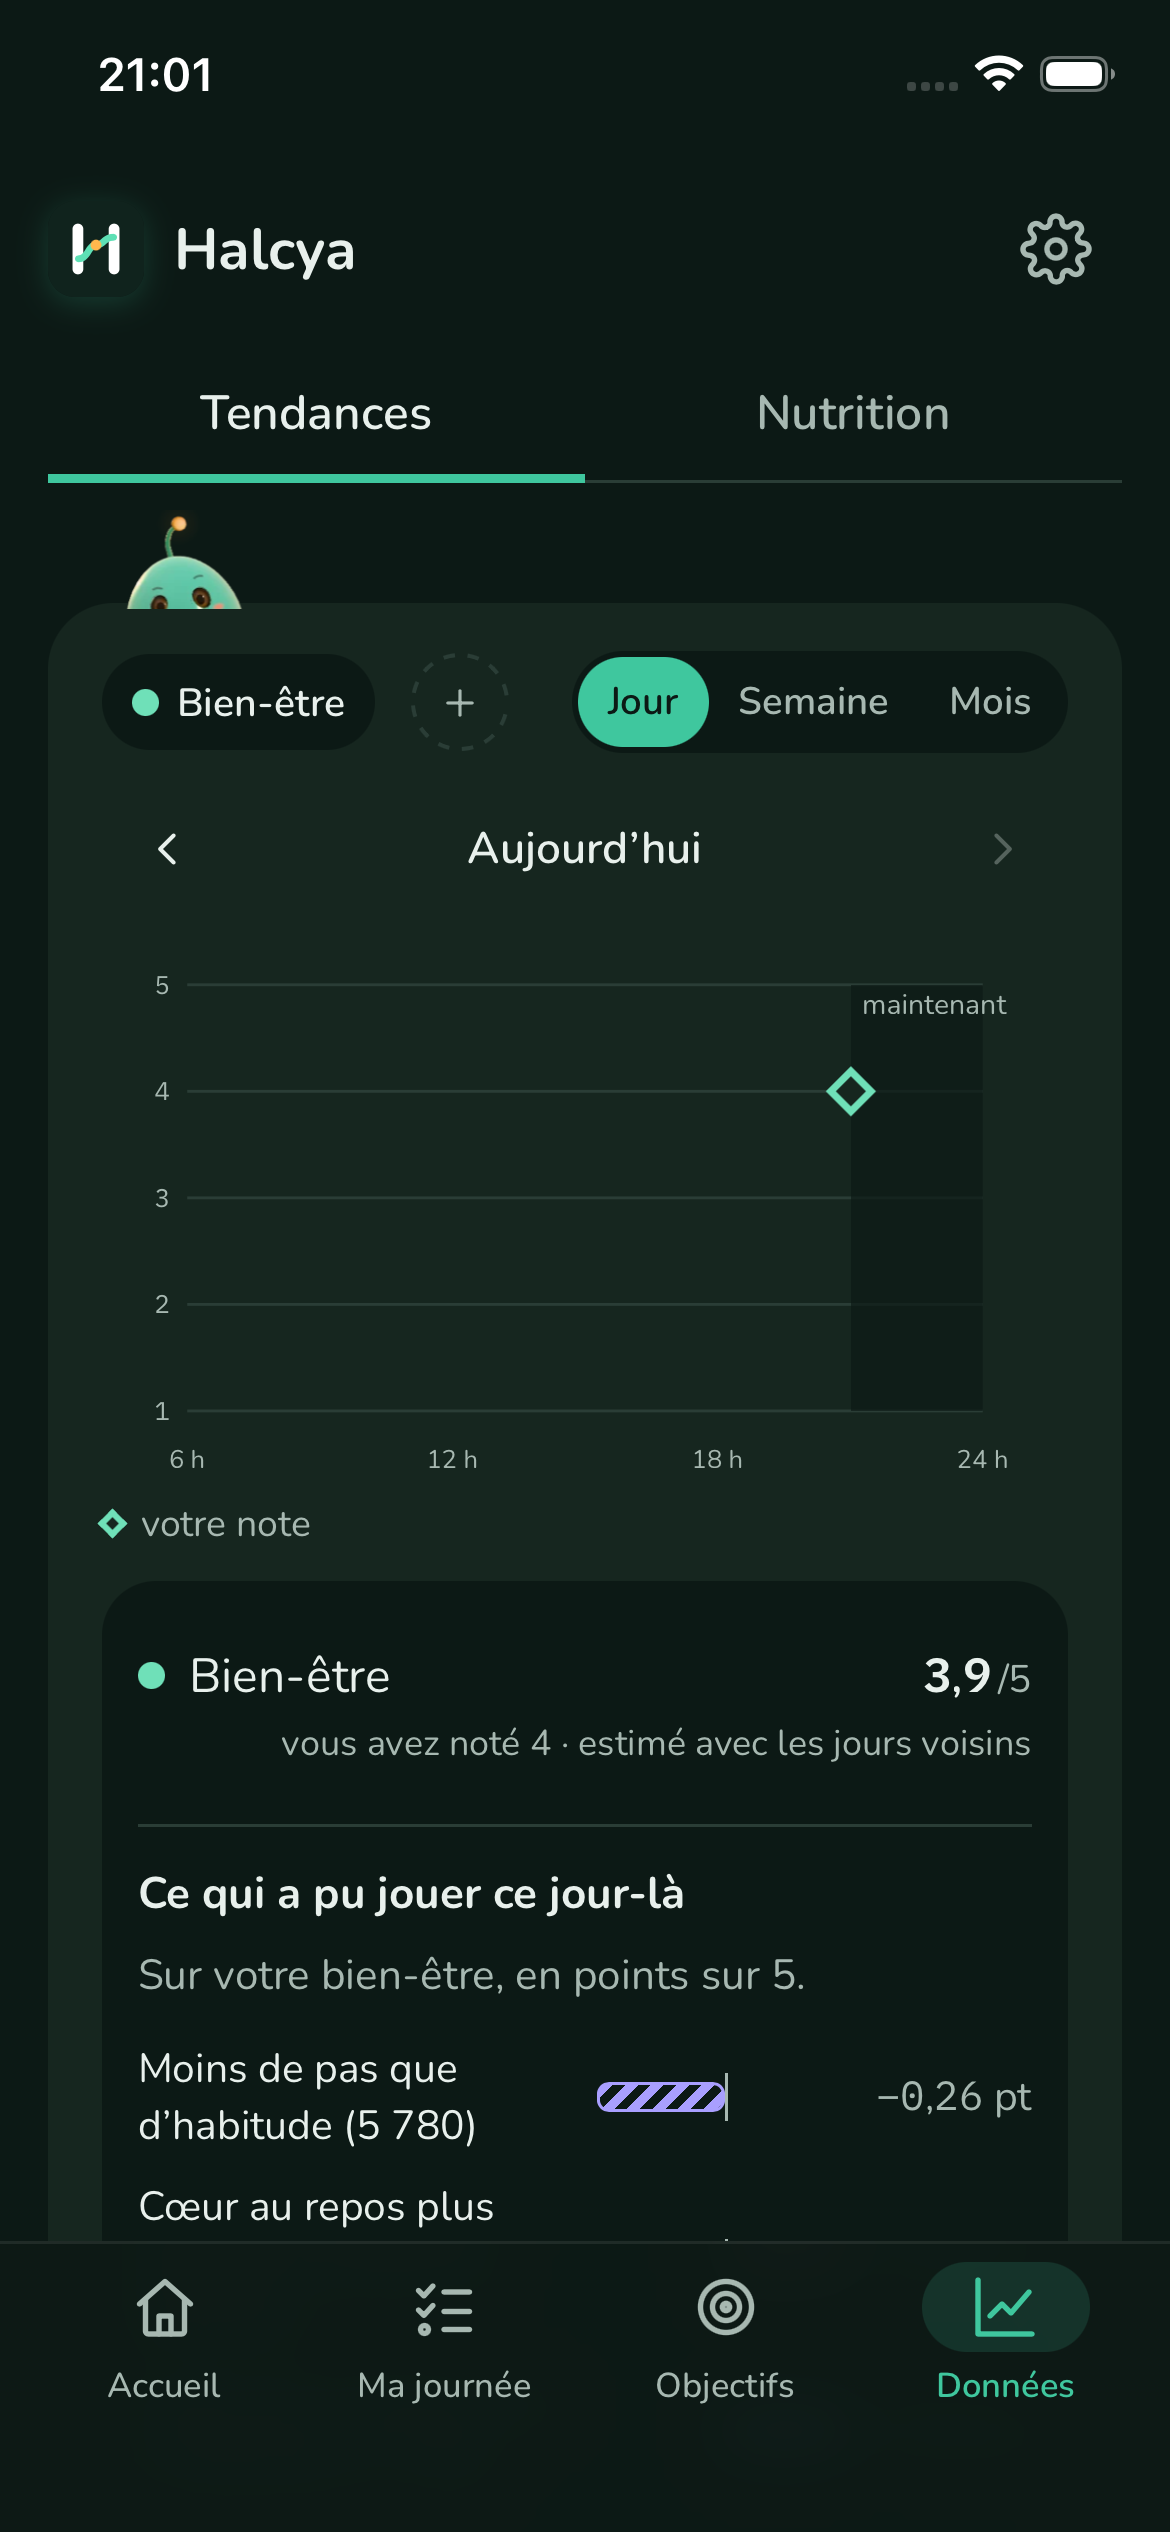 21:01
Halcya
Tendances
Nutrition
Bien-être
Jour
Semaine
Mois
Aujourd’hui
5
maintenant
4
3
2
1
6 h
12 h
18 h
24 h
votre note
Bien-être
3,9 /5
vous avez noté 4 · estimé avec les jours voisins
Ce qui a pu jouer ce jour-là
Sur votre bien-être, en points sur 5.
Moins de pas que
d’habitude (5 780)
−0,26 pt
Cœur au repos plus
Accueil
Ma journée
Objectifs
Données